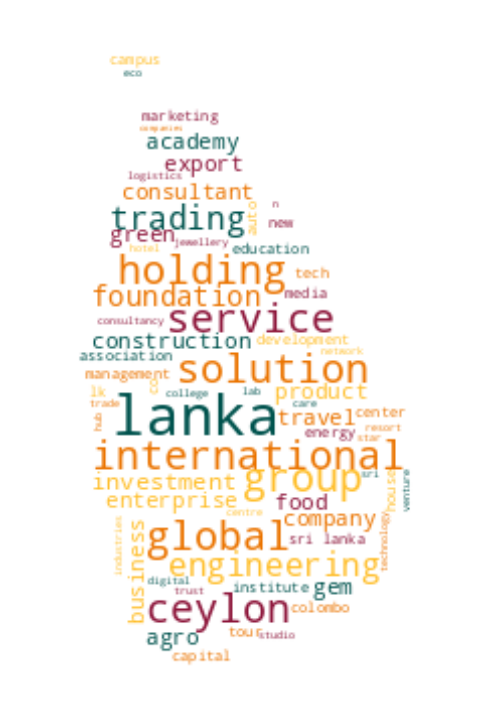 campus
eco
marketing
companies
academy
export
logistics
consultant
auto
n
trading
new
green
jewellery
hotel
education
holding
tech
foundation
media
consultancy
service
construction
development
association
network
solution
management
co
lk
college
lab
product
trade
care
hub
lanka
travel
center
energy
resort
star
international
investment
group
sri
house
venture
enterprise
food
centre
company
technology
industries
business
global
sri lanka
engineering
digital
trust
institute
gem
ceylon
colombo
agro
tour
studio
capital